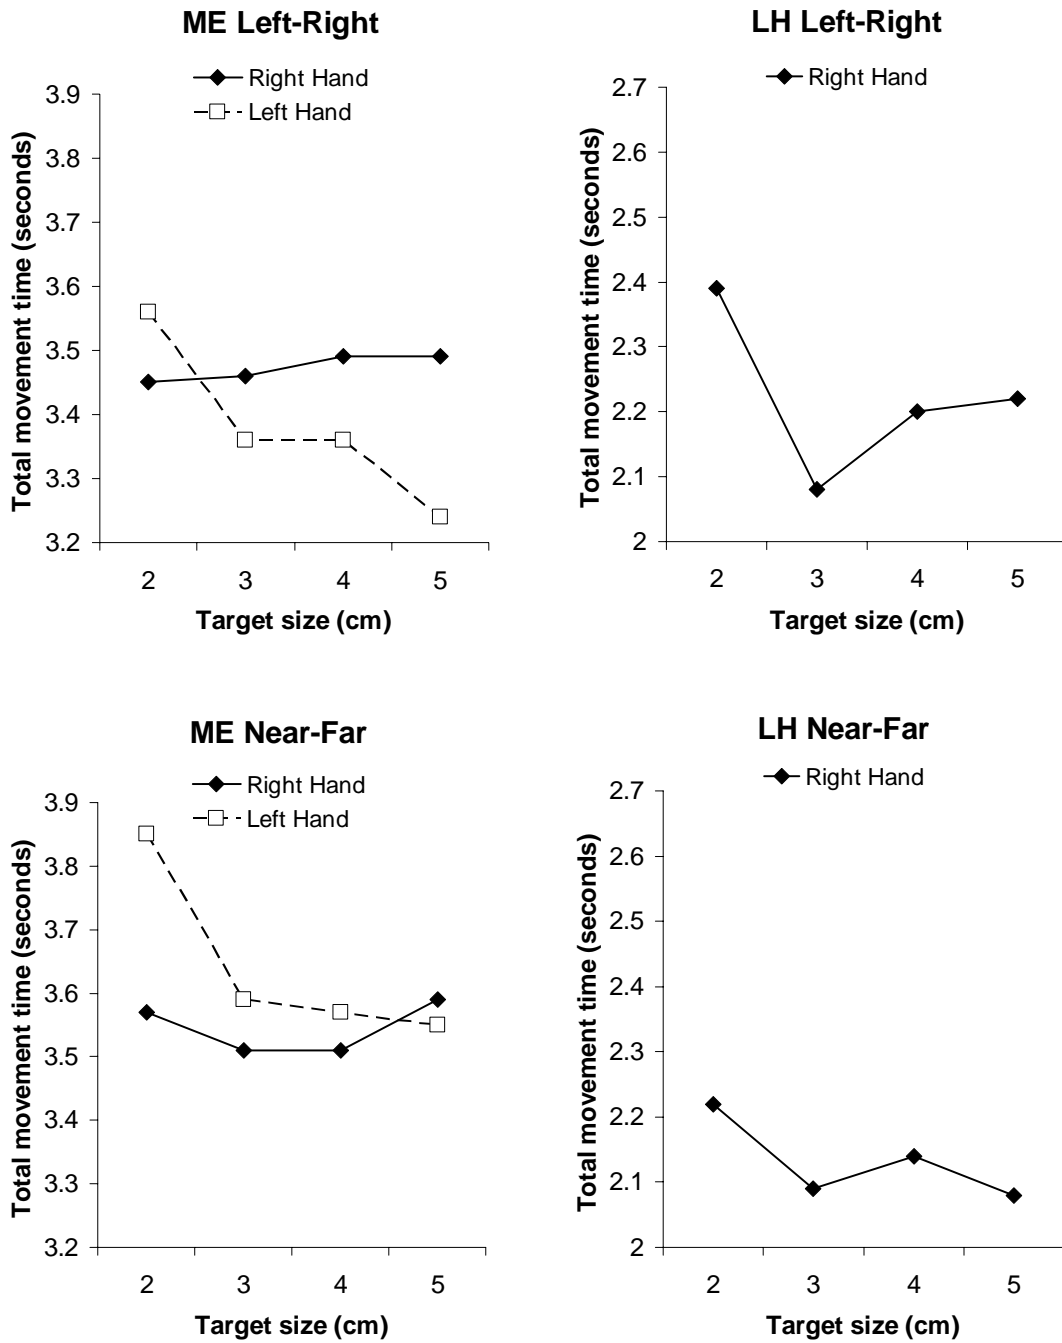 ME Left-Right
Right Hand
Left Hand
Total movement time (seconds)
3.9
3.8
3.7
3.6
3.5
3.4
3.3
3.2
2 3 4 5
Target size (cm)
LH Left-Right
Right Hand
Total movement time (seconds)
2.7
2.6
2.5
2.4
2.3
2.2
2.1
2
2 3 4 5
Target size (cm)
ME Near-Far
Right Hand
Left Hand
Total movement time (seconds)
3.9
3.8
3.7
3.6
3.5
3.4
3.3
3.2
2 3 4 5
Target size (cm)
LH Near-Far
Right Hand
Total movement time (seconds)
2.7
2.6
2.5
2.4
2.3
2.2
2.1
2
2 3 4 5
Target size (cm)